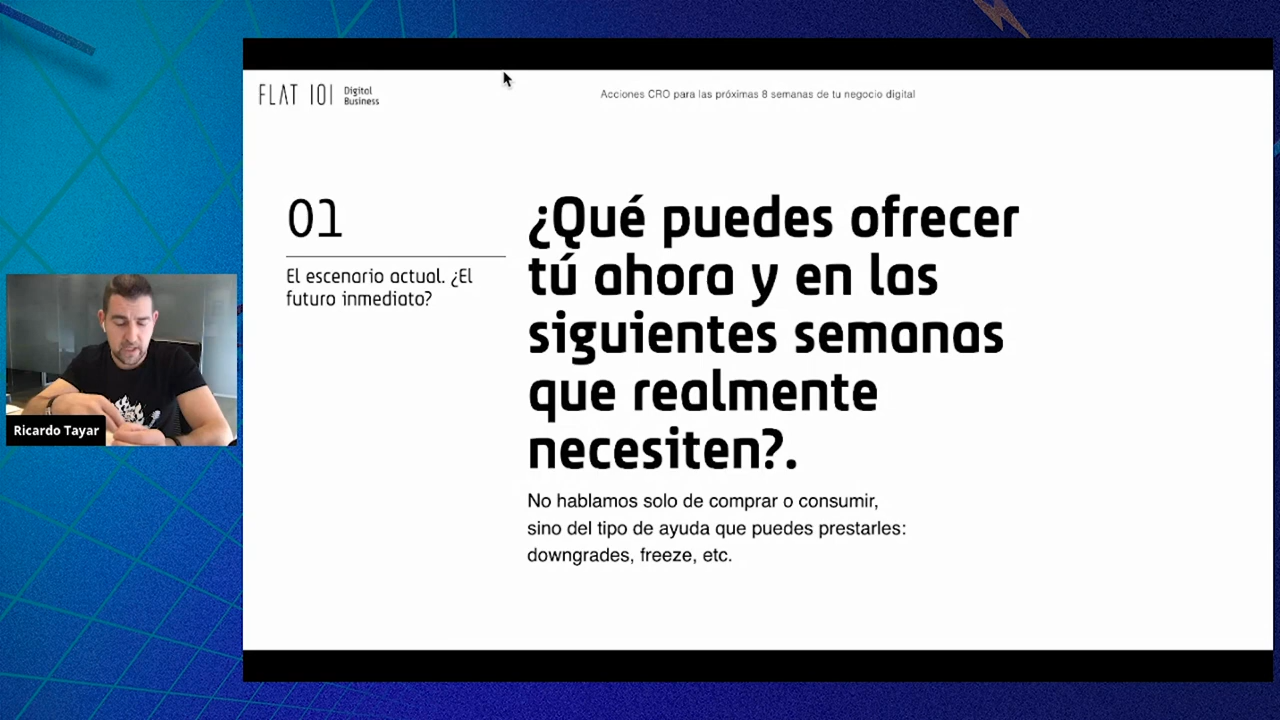 FLAT 101
Digital
Business
Acciones CRO para las próximas 8 semanas de tu negocio digital
01
El escenario actual. ¿El
futuro inmediato?
¿Qué puedes ofrecer
tú ahora y en las
siguientes semanas
que realmente
necesiten?.
No hablamos solo de comprar o consumir,
sino del tipo de ayuda que puedes prestarles:
downgrades, freeze, etc.
Ricardo Tayar